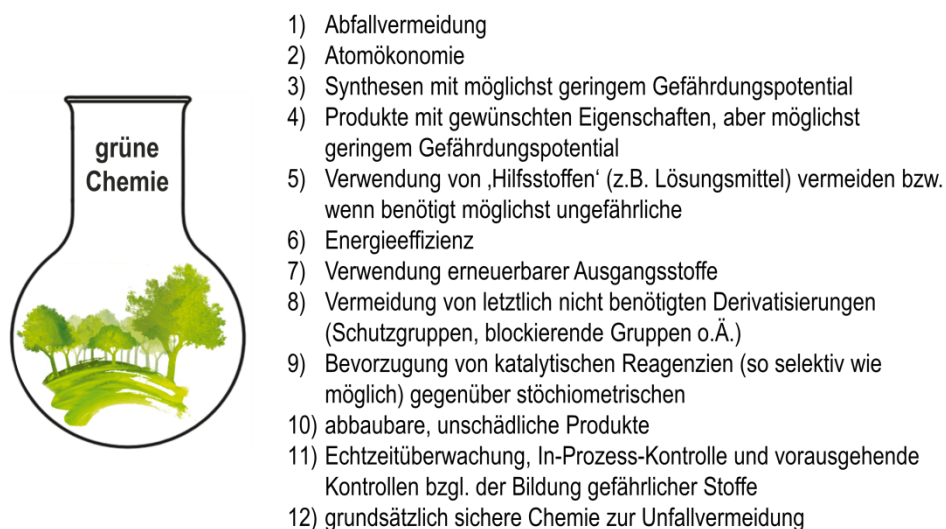 grüne
Chemie
1) Abfallvermeidung
2) Atomökonomie
3) Synthesen mit möglichst geringem Gefährdungspotential
4) Produkte mit gewünschten Eigenschaften, aber möglichst
geringem Gefährdungspotential
5) Verwendung von ‚Hilfsstoffen‘ (z.B. Lösungsmittel) vermeiden bzw.
wenn benötigt möglichst ungefährliche
6) Energieeffizienz
7) Verwendung erneuerbarer Ausgangsstoffe
8) Vermeidung von letztlich nicht benötigten Derivatisierungen
(Schutzgruppen, blockierende Gruppen o.Ä.)
9) Bevorzugung von katalytischen Reagenzien (so selektiv wie
möglich) gegenüber stöchiometrischen
10) abbaubare, unschädliche Produkte
11) Echtzeitüberwachung, In-Prozess-Kontrolle und vorausgehende
Kontrollen bzgl. der Bildung gefährlicher Stoffe
12) grundsätzlich sichere Chemie zur Unfallvermeidung